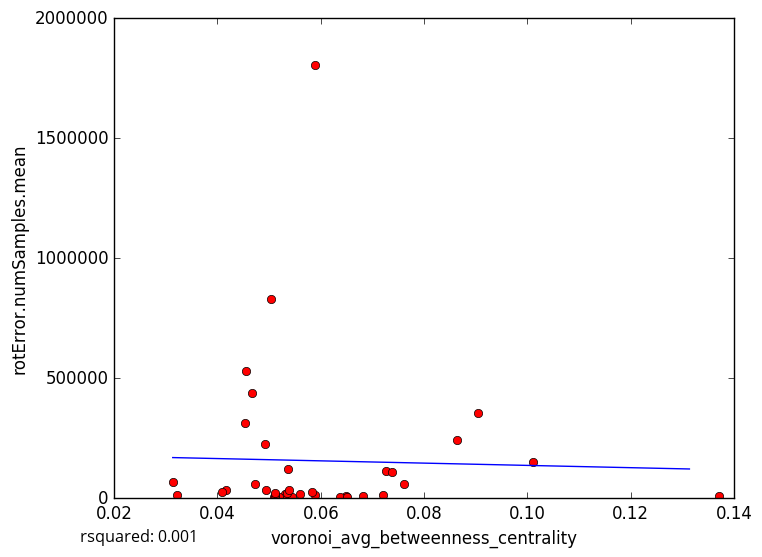 2000000
1500000
1000000
500000
0
rotError.numSamples.mean
0.02 0.04 0.06 0.08 0.10 0.12 0.14
voronoi_avg_betweenness_centrality
rsquared: 0.001